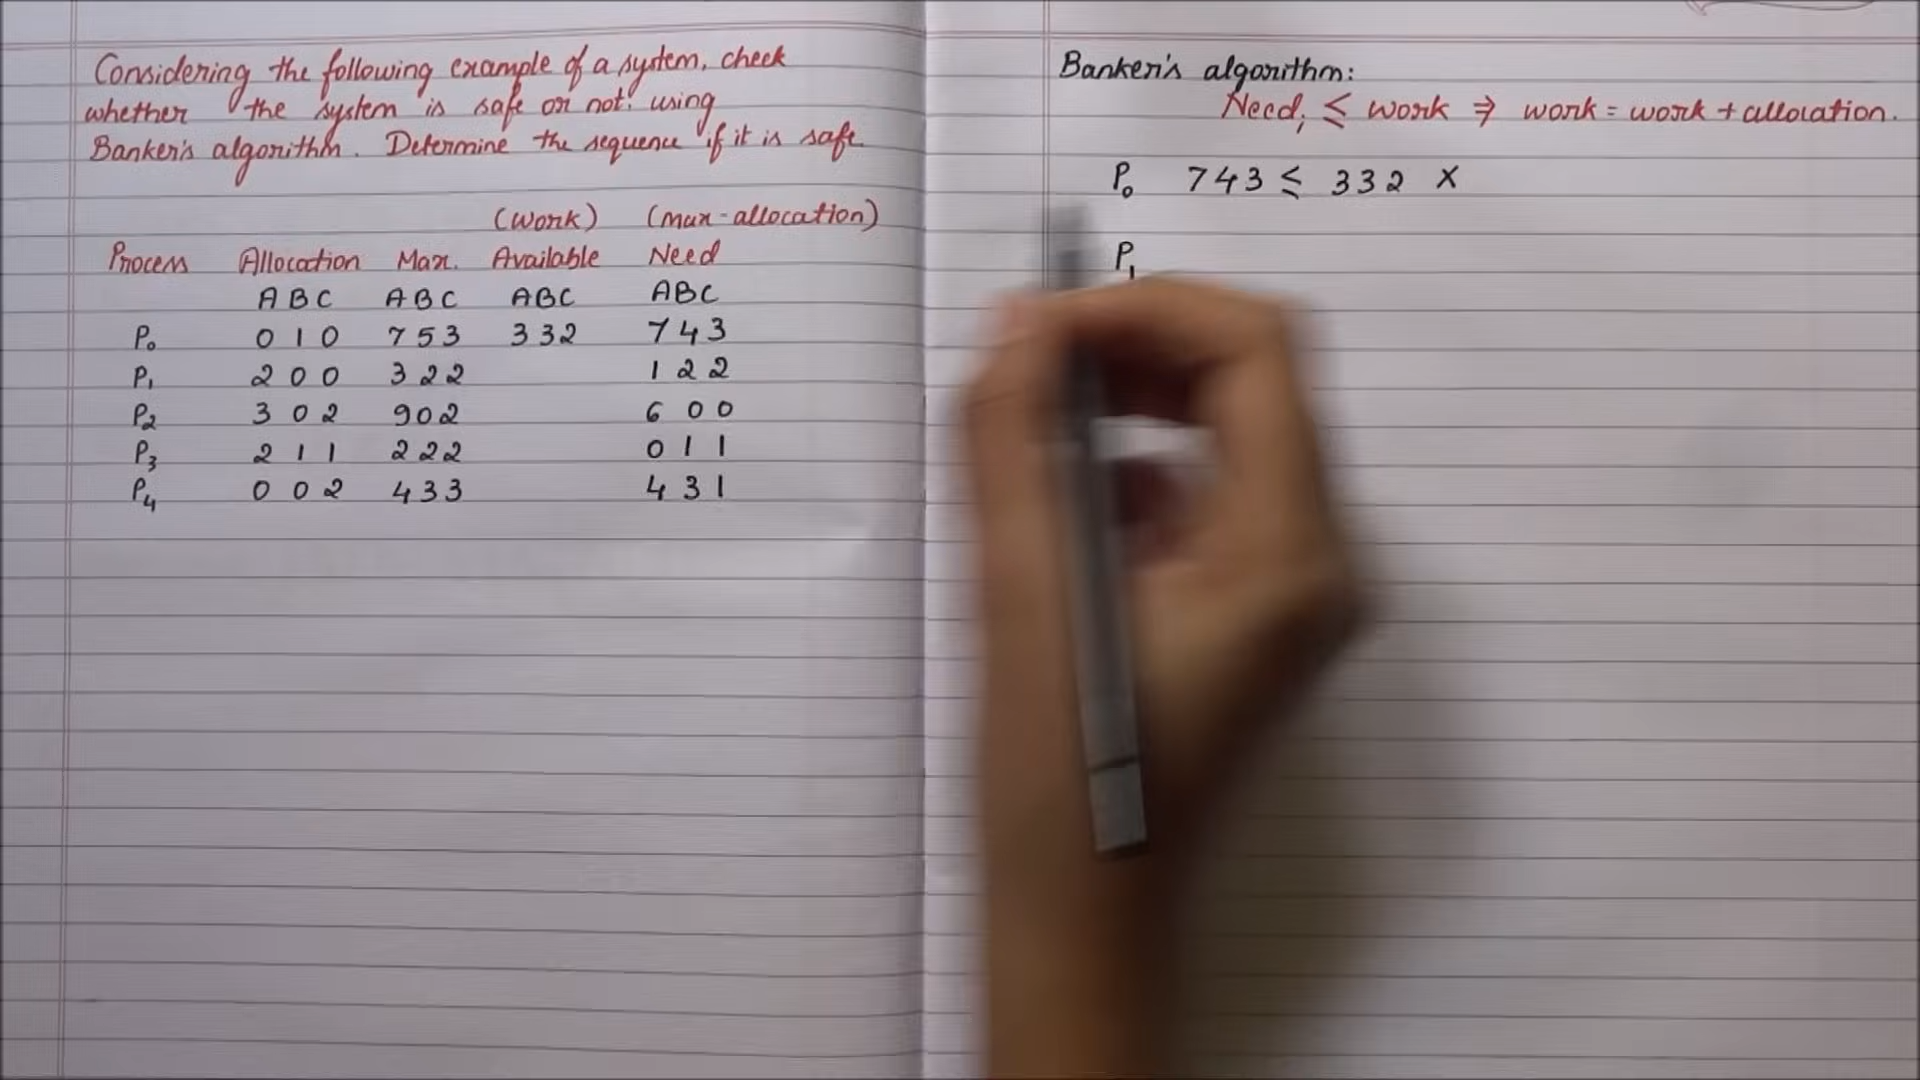 Considering the following example of a system, check
whether the system is safe or not using
Banker's algorithm. Determine the sequence if it is safe.
(Work) (max-allocation)
Process Allocation Max. Available Need
A B C A B C A B C A B C
P0 0 1 0 7 5 3 3 3 2 7 4 3
P1 2 0 0 3 2 2 1 2 2
P2 3 0 2 9 0 2 6 0 0
P3 2 1 1 2 2 2 0 1 1
P4 0 0 2 4 3 3 4 3 1
Banker's algorithm:
Needi ≤ work ⇒ work = work + allocation.
P0 7 4 3 ≤ 3 3 2 X
P1